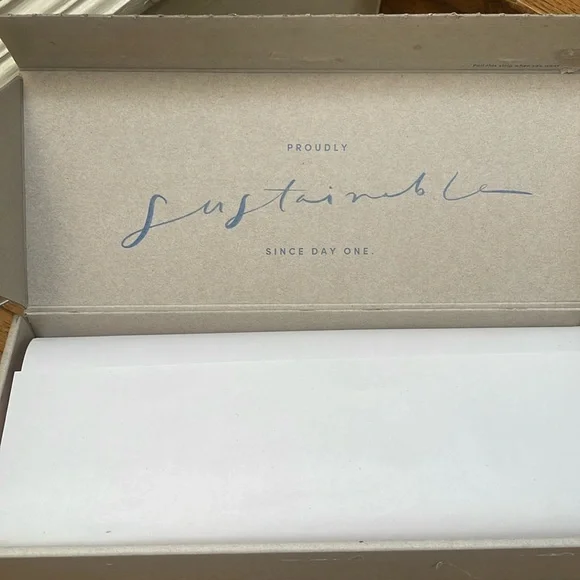 PROUDLY
sustainable
SINCE DAY ONE.